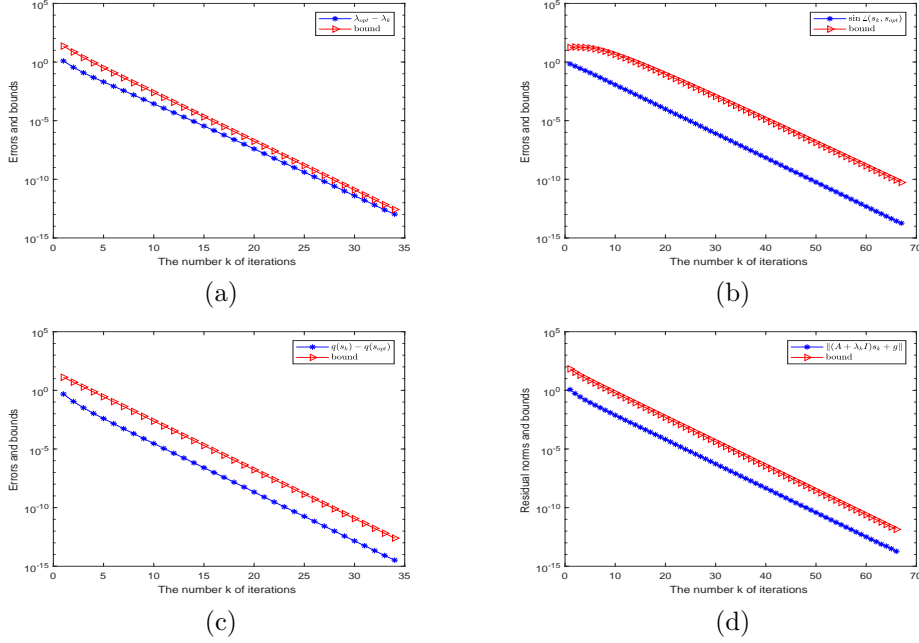 10^5
10^0
10^-5
10^-10
10^-15
Errors and bounds
λ_opt − λ_k
bound
0 5 10 15 20 25 30 35
The number k of iterations
(a)
10^5
10^0
10^-5
10^-10
10^-15
Errors and bounds
sin ∠(s_k, s_opt)
bound
0 10 20 30 40 50 60 70
The number k of iterations
(b)
10^5
10^0
10^-5
10^-10
10^-15
Errors and bounds
q(s_k) − q(s_opt)
bound
0 5 10 15 20 25 30 35
The number k of iterations
(c)
10^5
10^0
10^-5
10^-10
10^-15
Residual norms and bounds
‖(A + λ_k I)s_k + g‖
bound
0 10 20 30 40 50 60 70
The number k of iterations
(d)